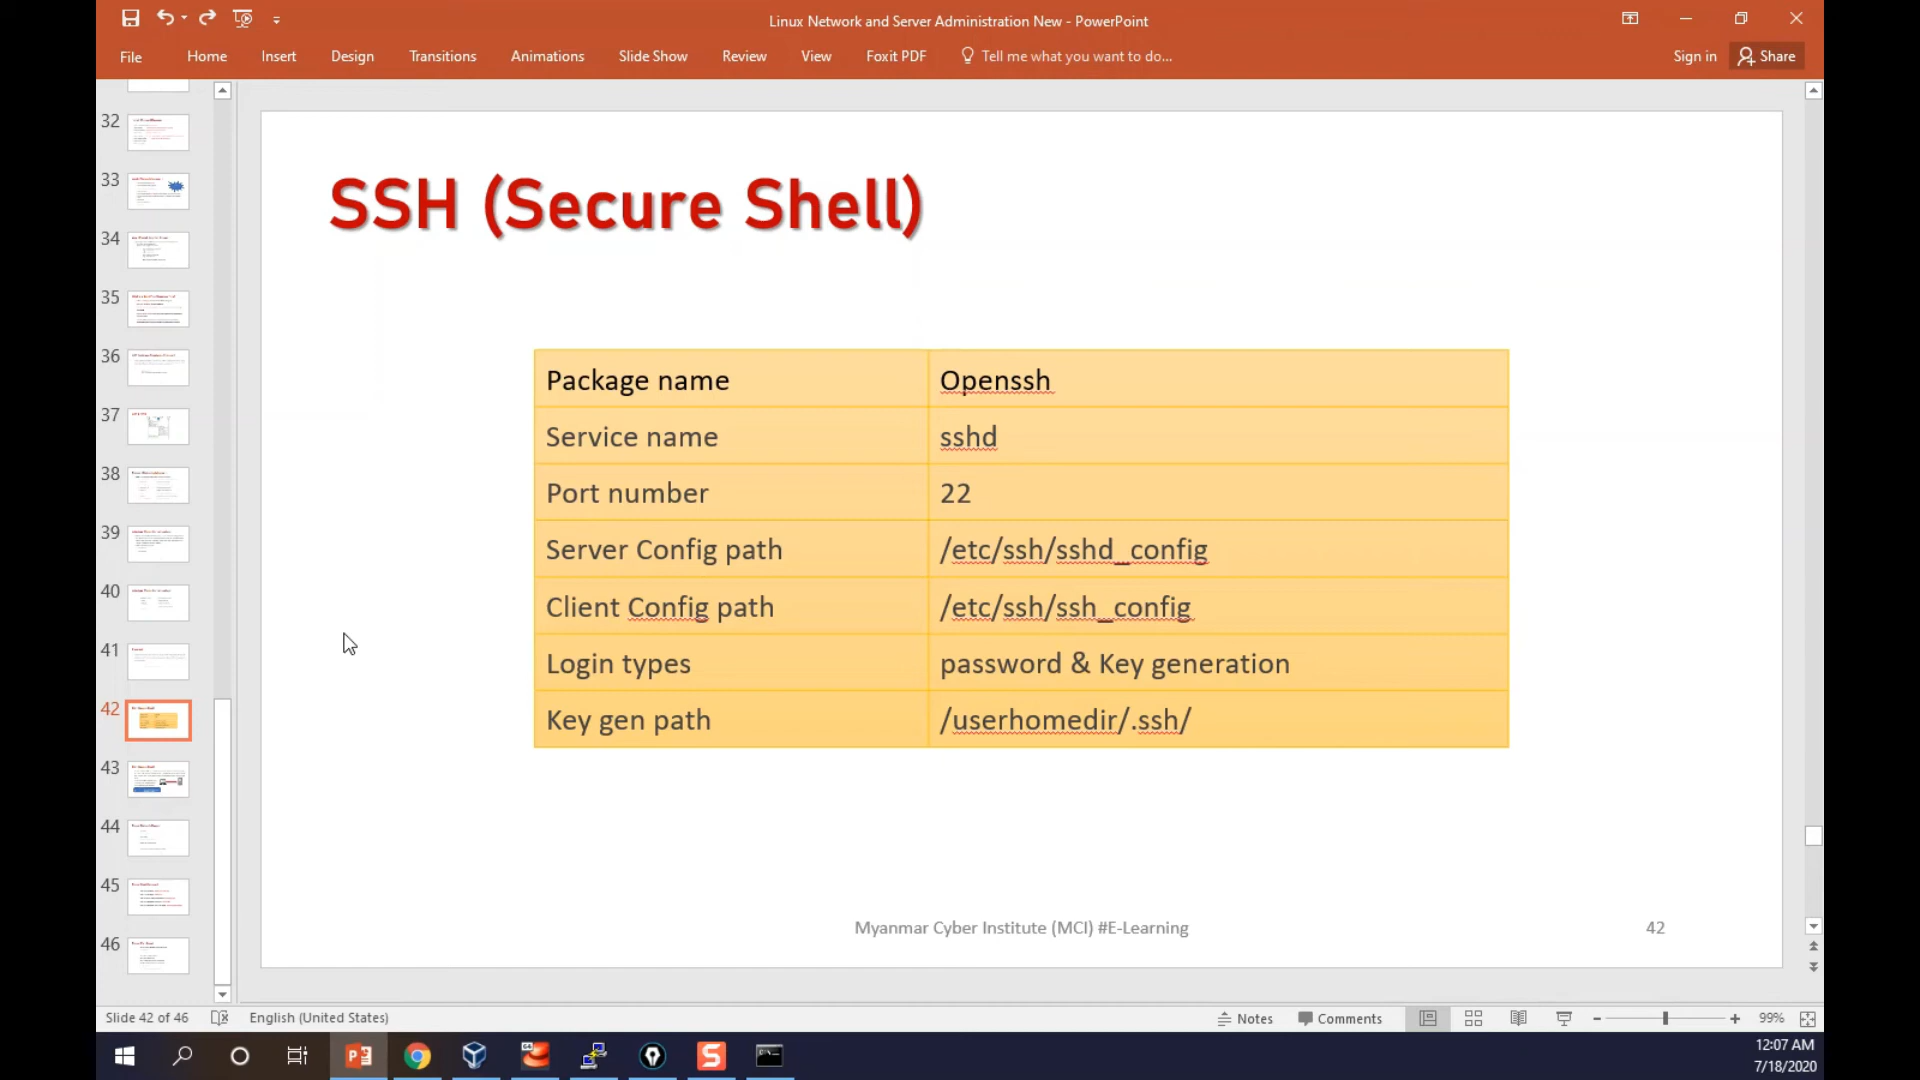 Linux Network and Server Administration New - PowerPoint
File Home Insert Design Transitions Animations Slide Show Review View Foxit PDF Tell me what you want to do... Sign in Share
32
33
34
35
36
37
38
39
40
41
42
43
44
45
46
SSH (Secure Shell)
Package name Openssh
Service name sshd
Port number 22
Server Config path /etc/ssh/sshd_config
Client Config path /etc/ssh/ssh_config
Login types password & Key generation
Key gen path /userhomedir/.ssh/
Myanmar Cyber Institute (MCI) #E-Learning 42
Slide 42 of 46 English (United States) Notes Comments 99%
12:07 AM
7/18/2020